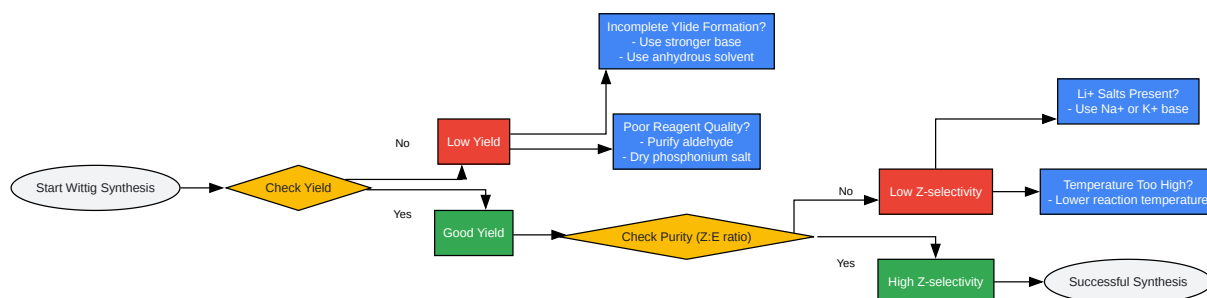 Incomplete Ylide Formation?
- Use stronger base
- Use anhydrous solvent
Li+ Salts Present?
- Use Na+ or K+ base
Poor Reagent Quality?
- Purify aldehyde
- Dry phosphonium salt
No
Low Yield
Start Wittig Synthesis
Check Yield
Yes
Good Yield
Check Purity (Z:E ratio)
No
Low Z-selectivity
Temperature Too High?
- Lower reaction temperature
Yes
High Z-selectivity
Successful Synthesis